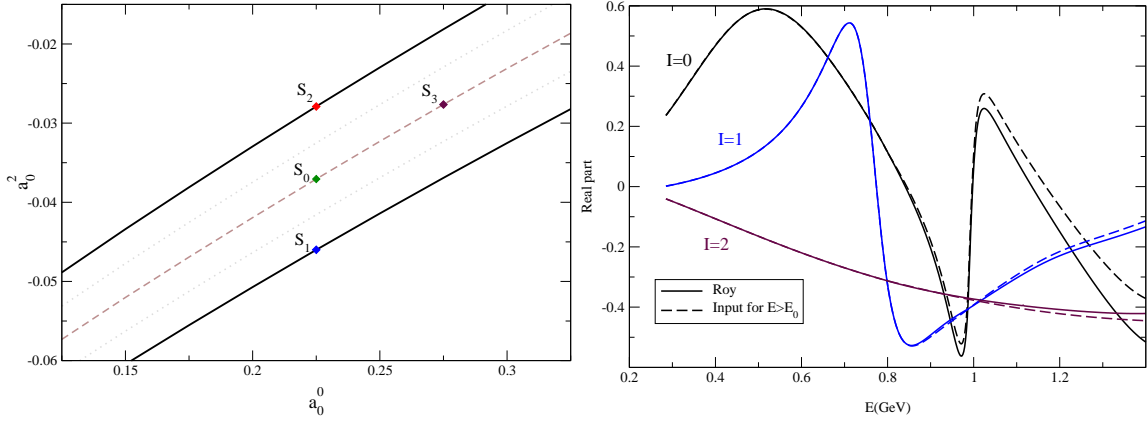 -0.02
-0.03
-0.04
-0.05
-0.06
a₀²
S₂
S₃
S₀
S₁
0.15
0.2
0.25
0.3
a₀⁰
0.6
0.4
0.2
0
-0.2
-0.4
Real part
I=0
I=1
I=2
Roy
Input for E>E₀
0.2
0.4
0.6
0.8
1
1.2
E(GeV)